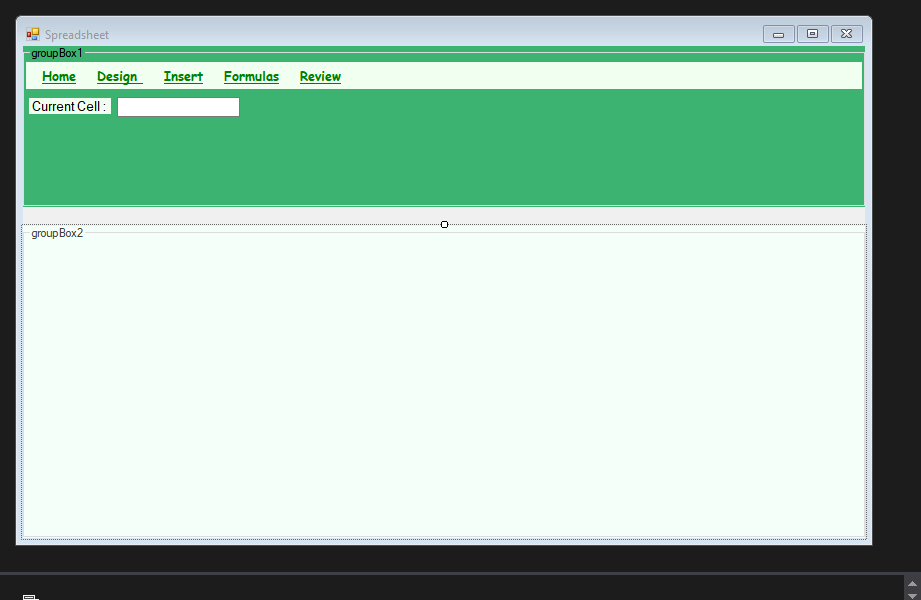 Spreadsheet
groupBox1
Home Design Insert Formulas Review
Current Cell :
groupBox2